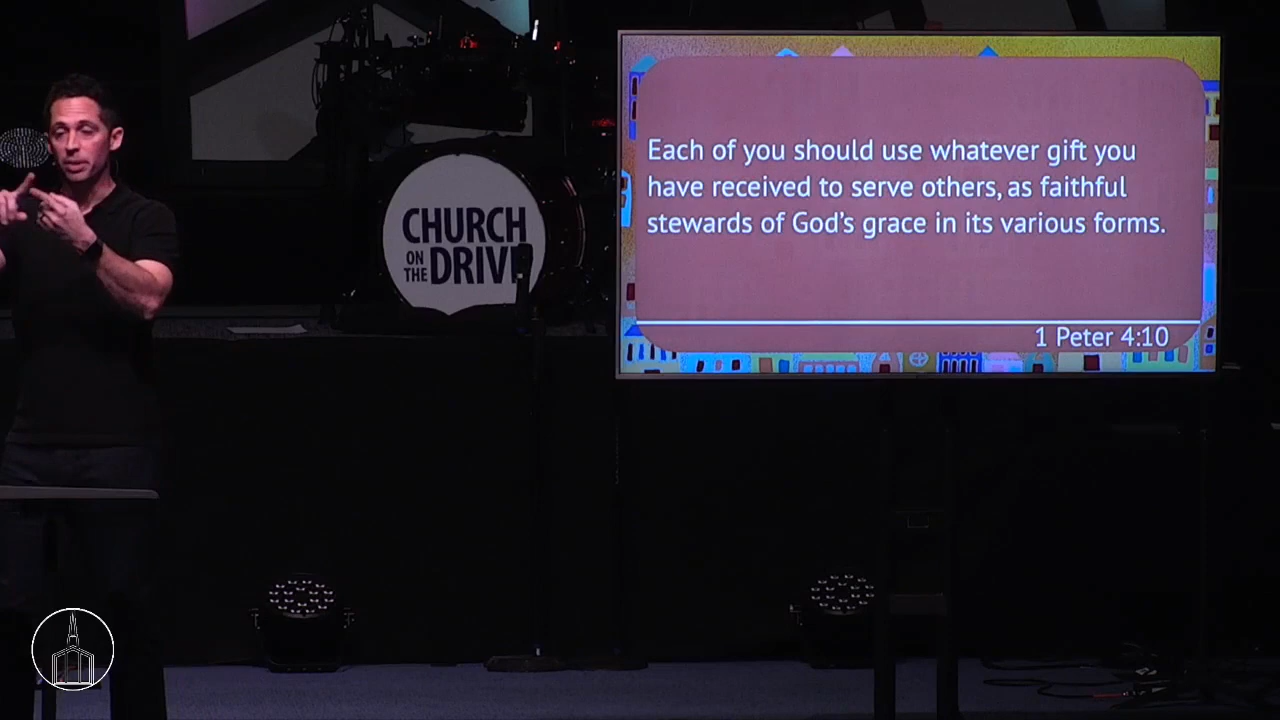 CHURCH
ON
THE
DRIVE
Each of you should use whatever gift you
have received to serve others, as faithful
stewards of God's grace in its various forms.
1 Peter 4:10